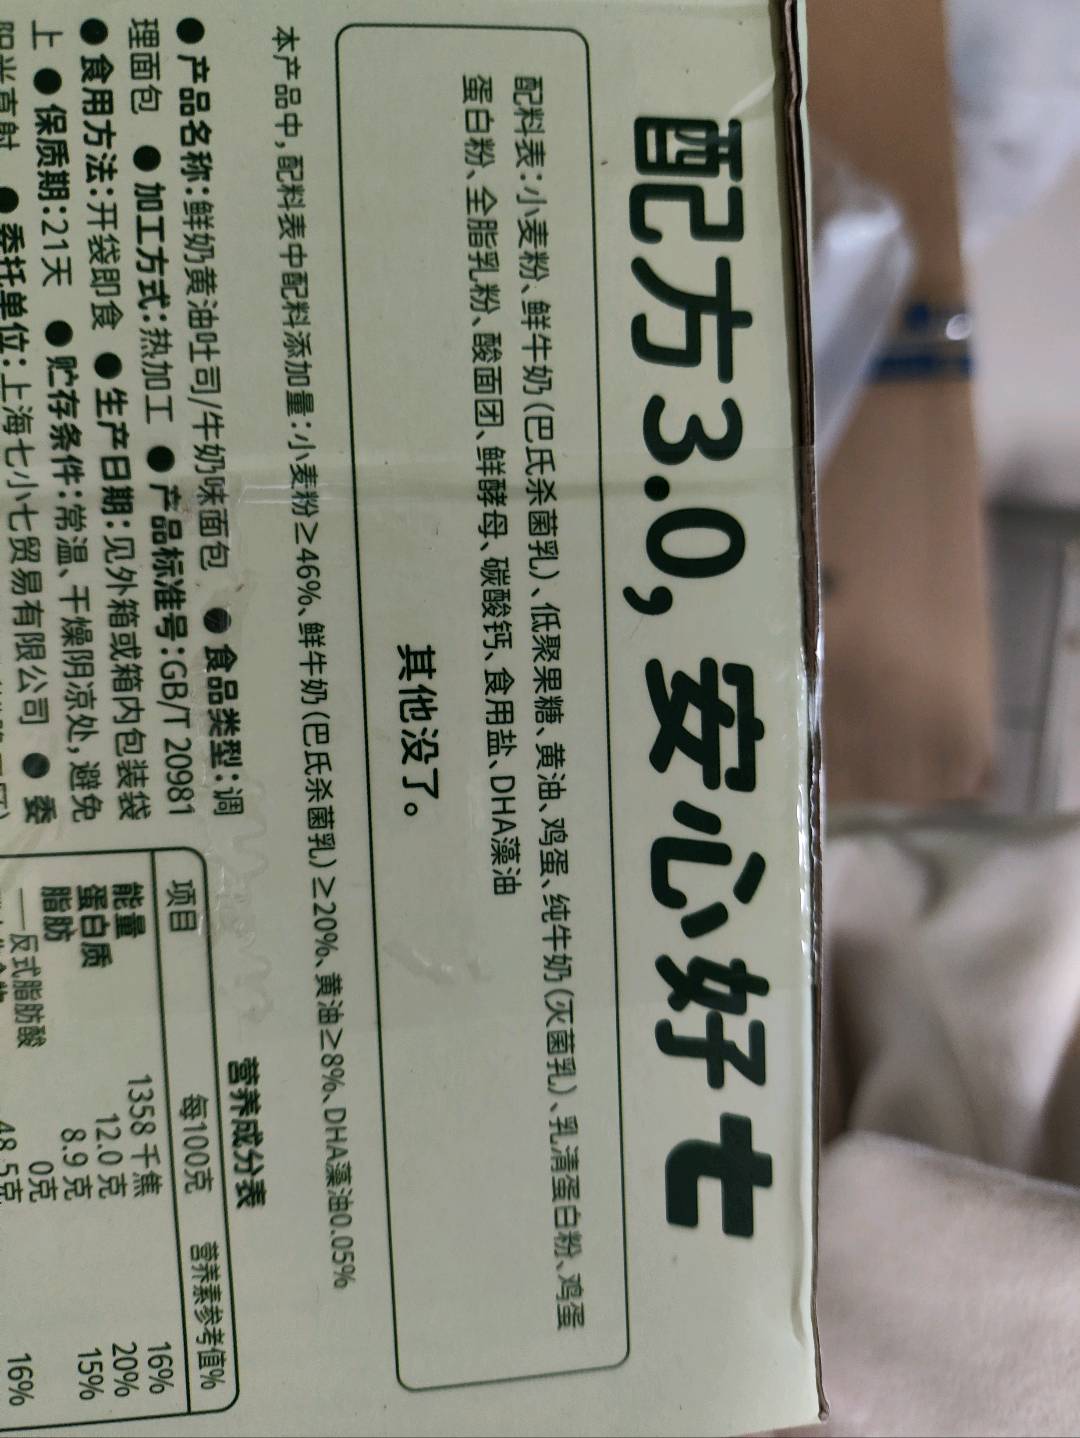 配方3.0，安心好七
配料表：小麦粉、鲜牛奶（巴氏杀菌乳）、低聚果糖、黄油、鸡蛋、纯牛奶（灭菌乳）、乳清蛋白粉、鸡蛋
蛋白粉、全脂乳粉、酸面团、鲜酵母、碳酸钙、食用盐、DHA藻油
其他没了。
本产品中，配料表中配料添加量：小麦粉≥46%、鲜牛奶（巴氏杀菌乳）≥20%、黄油≥8%、DHA藻油0.05%
●产品名称：鲜奶黄油吐司/牛奶味面包 ●食品类型：调
理面包 ●加工方式：热加工 ●产品标准号：GB/T 20981
●食用方法：开袋即食 ●生产日期：见外箱或箱内包装袋
上 ●保质期：21天 ●贮存条件：常温、干燥阴凉处，避免
阳光直射 ●委托单位：上海七小七贸易有限公司 ●委
营养成分表
项目 每100克 营养素参考值%
能量 1358 千焦 16%
蛋白质 12.0 克 20%
脂肪 8.9 克 15%
—反式脂肪酸 0克
48.5克 16%